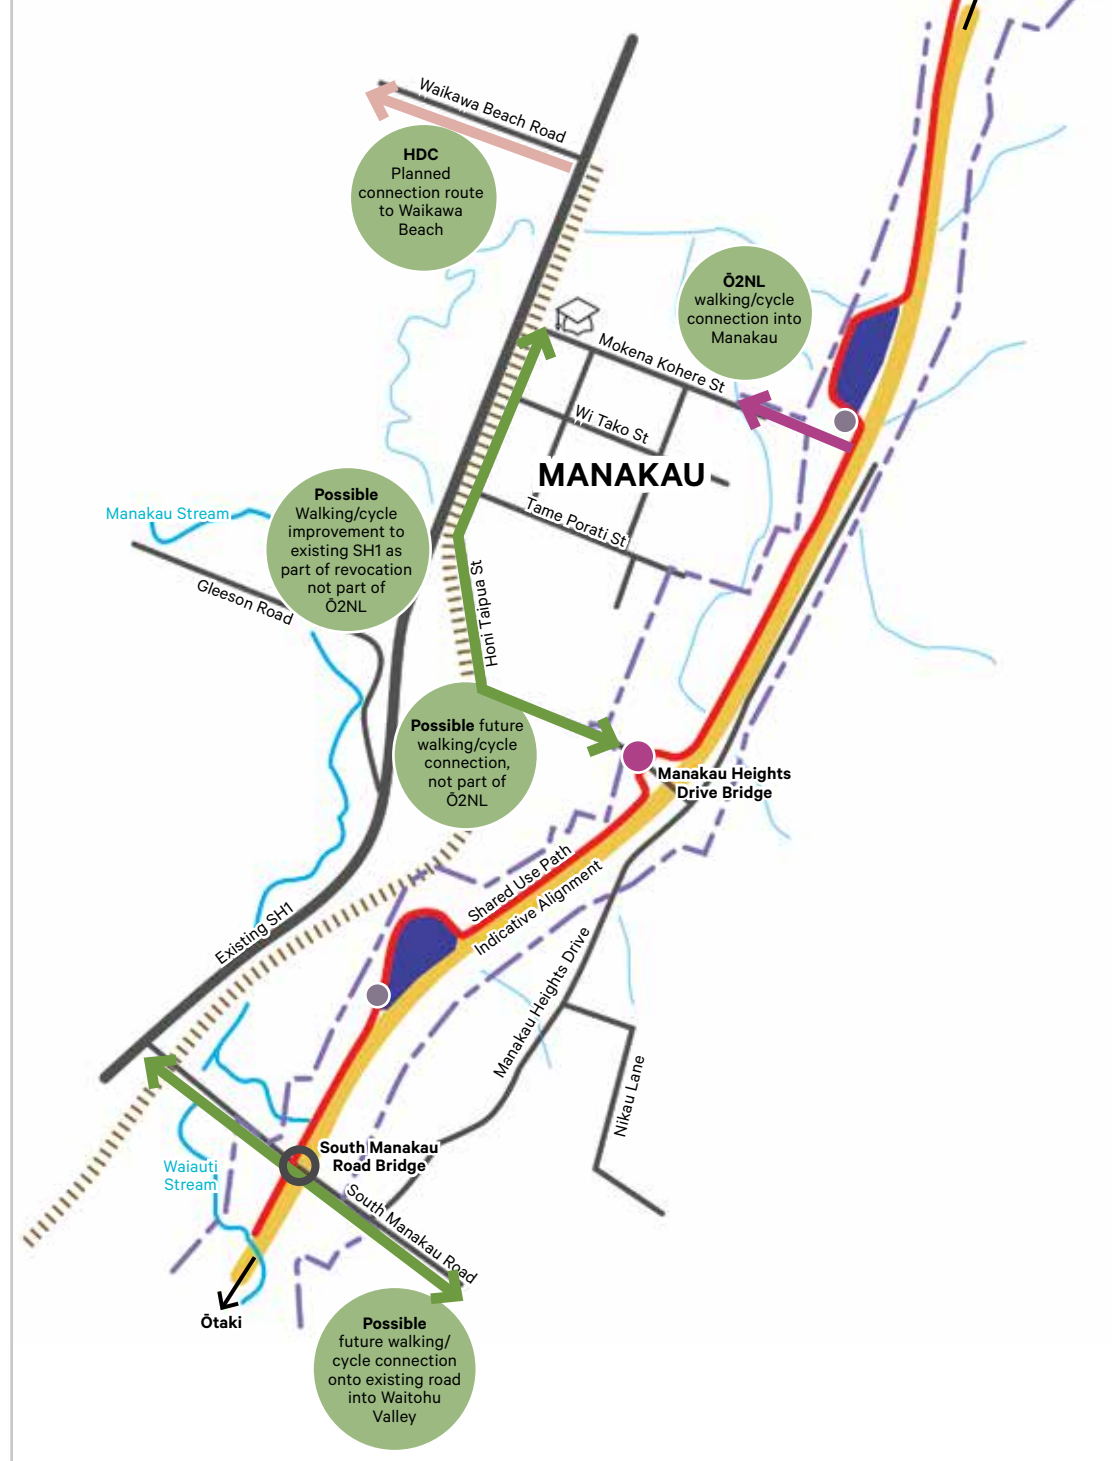 Waikawa Beach Road
HDC
Planned
connection route
to Waikawa
Beach
Ō2NL
walking/cycle
connection into
Manakau
Mokena Kohere St
Wi Tako St
MANAKAU
Tame Porati St
Possible
Walking/cycle
improvement to
existing SH1 as
part of revocation
not part of
Ō2NL
Manakau Stream
Gleeson Road
Honi Taipua St
Possible future
walking/cycle
connection,
not part of
Ō2NL
Manakau Heights
Drive Bridge
Shared Use Path
Indicative Alignment
Existing SH1
Manakau Heights Drive
Nikau Lane
South Manakau
Road Bridge
Waiauti
Stream
South Manakau Road
Ōtaki
Possible
future walking/
cycle connection
onto existing road
into Waitohu
Valley